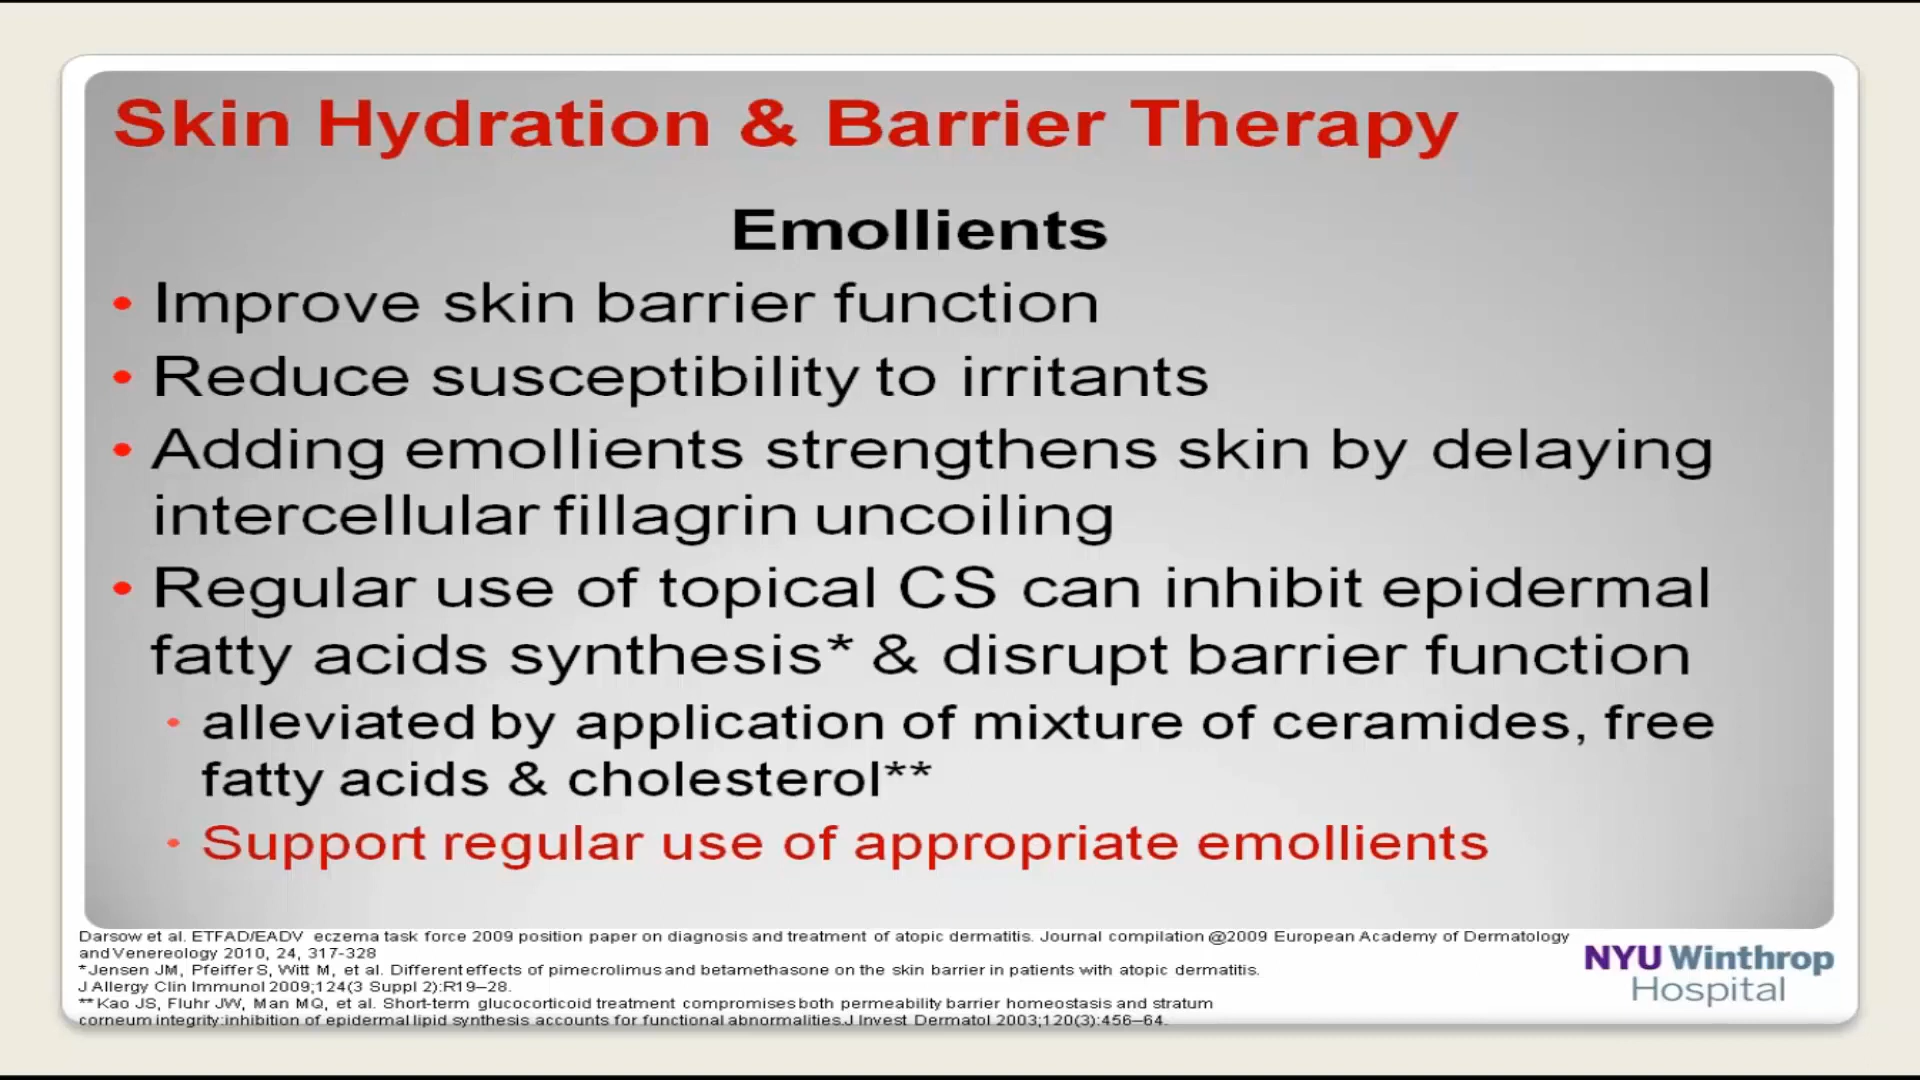 Skin Hydration & Barrier Therapy
Emollients
• Improve skin barrier function
• Reduce susceptibility to irritants
• Adding emollients strengthens skin by delaying
intercellular fillagrin uncoiling
• Regular use of topical CS can inhibit epidermal
fatty acids synthesis* & disrupt barrier function
• alleviated by application of mixture of ceramides, free
fatty acids & cholesterol**
• Support regular use of appropriate emollients
Darsow et al. ETFAD/EADV eczema task force 2009 position paper on diagnosis and treatment of atopic dermatitis. Journal compilation @2009 European Academy of Dermatology
and Venereology 2010, 24, 317-328
*Jensen JM, Pfeiffer S, Witt M, et al. Different effects of pimecrolimus and betamethasone on the skin barrier in patients with atopic dermatitis.
J Allergy Clin Immunol 2009;124(3 Suppl 2):R19–28.
**Kao JS, Fluhr JW, Man MQ, et al. Short-term glucocorticoid treatment compromises both permeability barrier homeostasis and stratum
corneum integrity:inhibition of epidermal lipid synthesis accounts for functional abnormalities.J Invest Dermatol 2003;120(3):456–64.
NYU Winthrop
Hospital